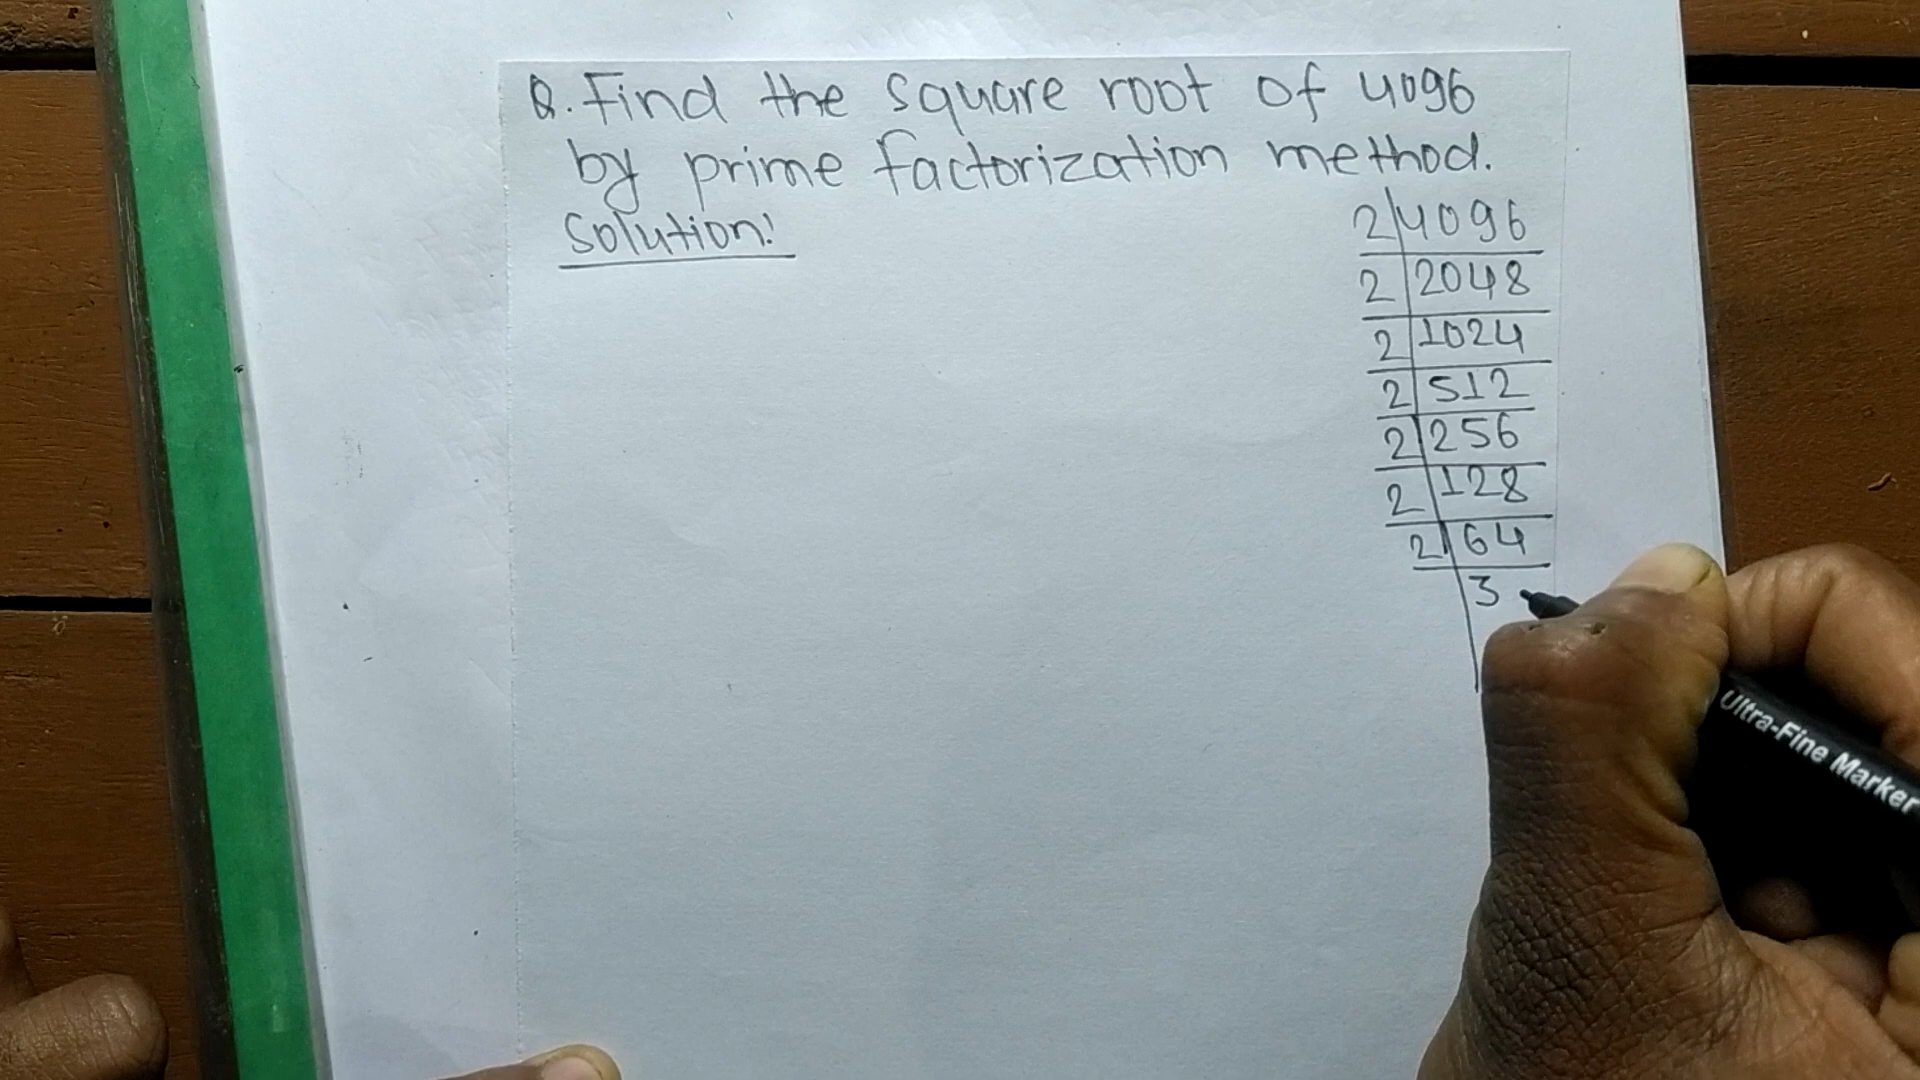 Q. Find the square root of 4096
by prime factorization method.
Solution:
2 4096
2 2048
2 1024
2 512
2 256
2 128
2 64
3
Ultra-Fine Marker